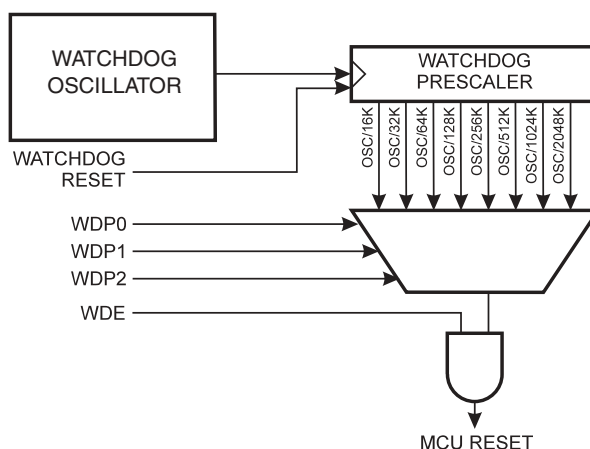 WATCHDOG
OSCILLATOR
WATCHDOG
PRESCALER
OSC/16K
OSC/32K
OSC/64K
OSC/128K
OSC/256K
OSC/512K
OSC/1024K
OSC/2048K
WATCHDOG
RESET
WDP0
WDP1
WDP2
WDE
MCU RESET